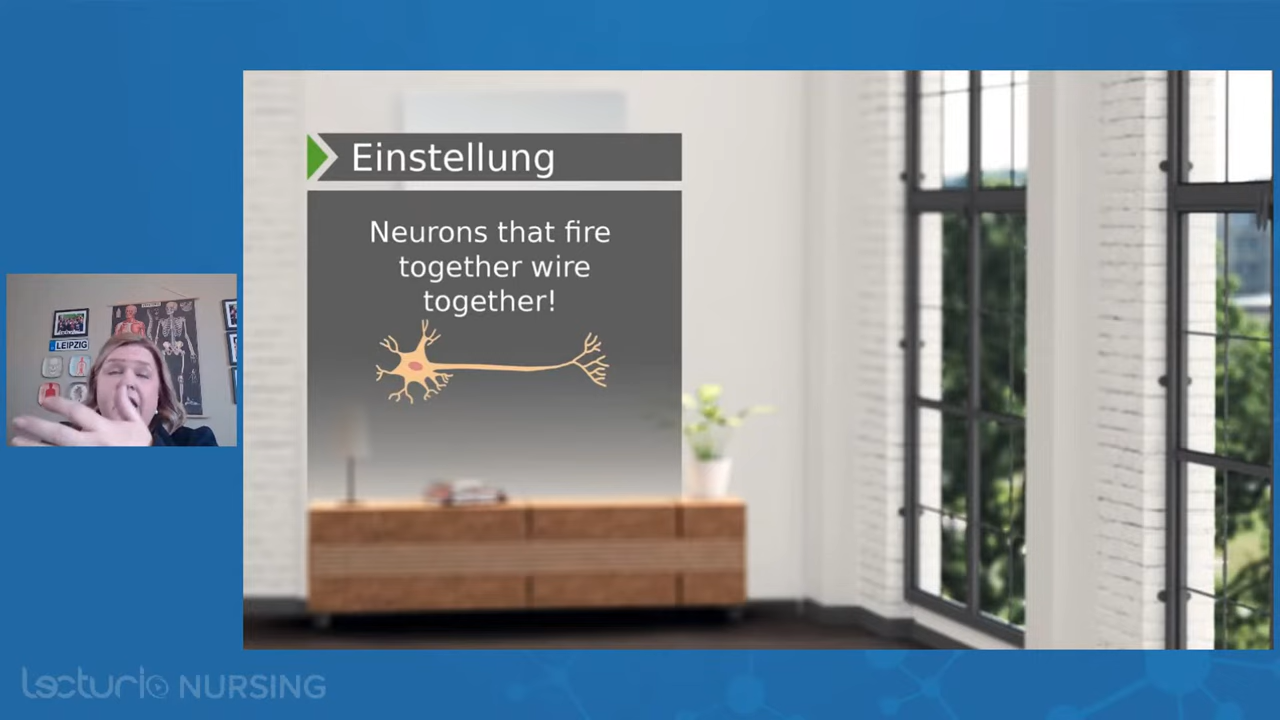 Einstellung
Neurons that fire
together wire
together!
LEIPZIG
lecturio NURSING